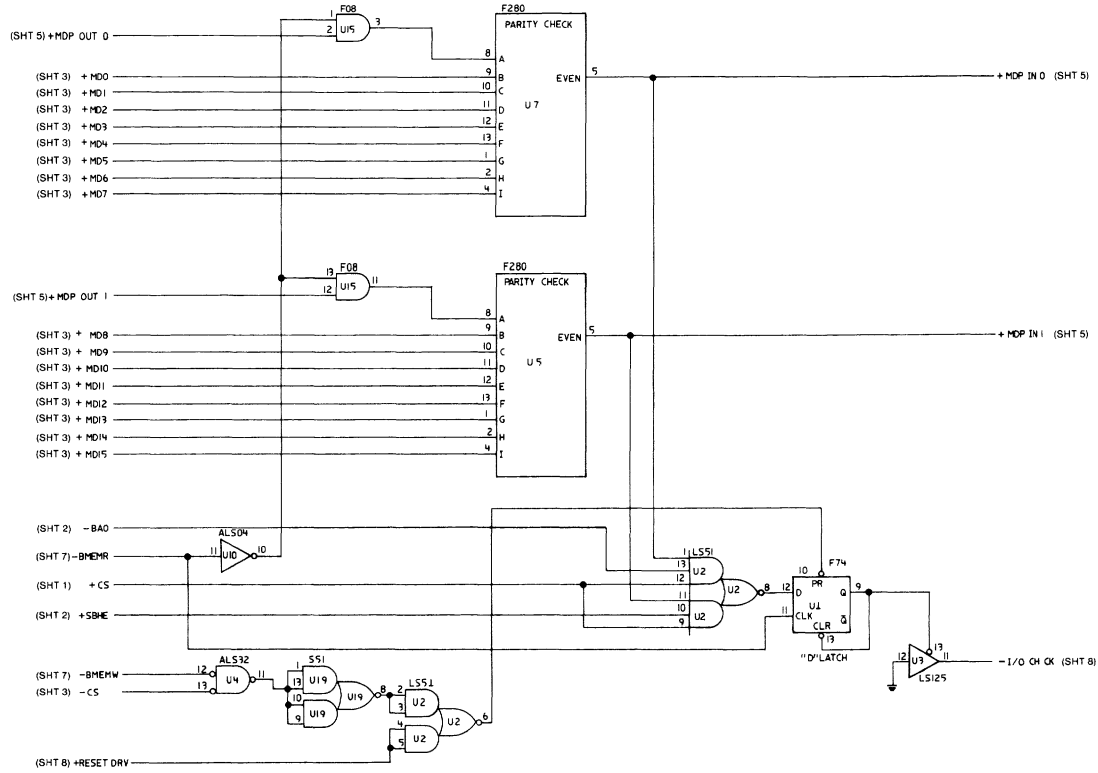 F08
1
2
U15
3
(SHT 5)+MDP OUT 0
F280
PARITY CHECK
8 A
(SHT 3) +MD0 9 B
(SHT 3) +MD1 10 C
(SHT 3) +MD2 11 D
(SHT 3) +MD3 12 E
(SHT 3) +MD4 13 F
(SHT 3) +MD5 1 G
(SHT 3) +MD6 2 H
(SHT 3) +MD7 4 I
U7
EVEN 5
+MDP IN 0 (SHT 5)
F08
13
12
U15
11
(SHT 5)+MDP OUT 1
F280
PARITY CHECK
8 A
(SHT 3) + MD8 9 B
(SHT 3) + MD9 10 C
(SHT 3) + MD10 11 D
(SHT 3) + MD11 12 E
(SHT 3) + MD12 13 F
(SHT 3) + MD13 1 G
(SHT 3) + MD14 2 H
(SHT 3) + MD15 4 I
U5
EVEN 5
+MDP IN 1 (SHT 5)
(SHT 2) -BA0
ALS04
(SHT 7)-BMEMR 11 U10 10
(SHT 1) +CS
(SHT 2) +SBHE
LS51
1
13
12
U2
11
10
9
U2
U2
8
F74
10
PR
12 D
Q 9
U1
11 CLK
Q̅
CLR
13
"D"LATCH
12 U3 11
13
LS125
-I/O CH CK (SHT 8)
(SHT 7) -BMEMW 12
(SHT 3) -CS 13
ALS32
U4
11
S51
1
13
U19
10
9
U19
U19
8
LS51
2
3
U2
4
5
U2
U2
6
(SHT 8) +RESET DRV